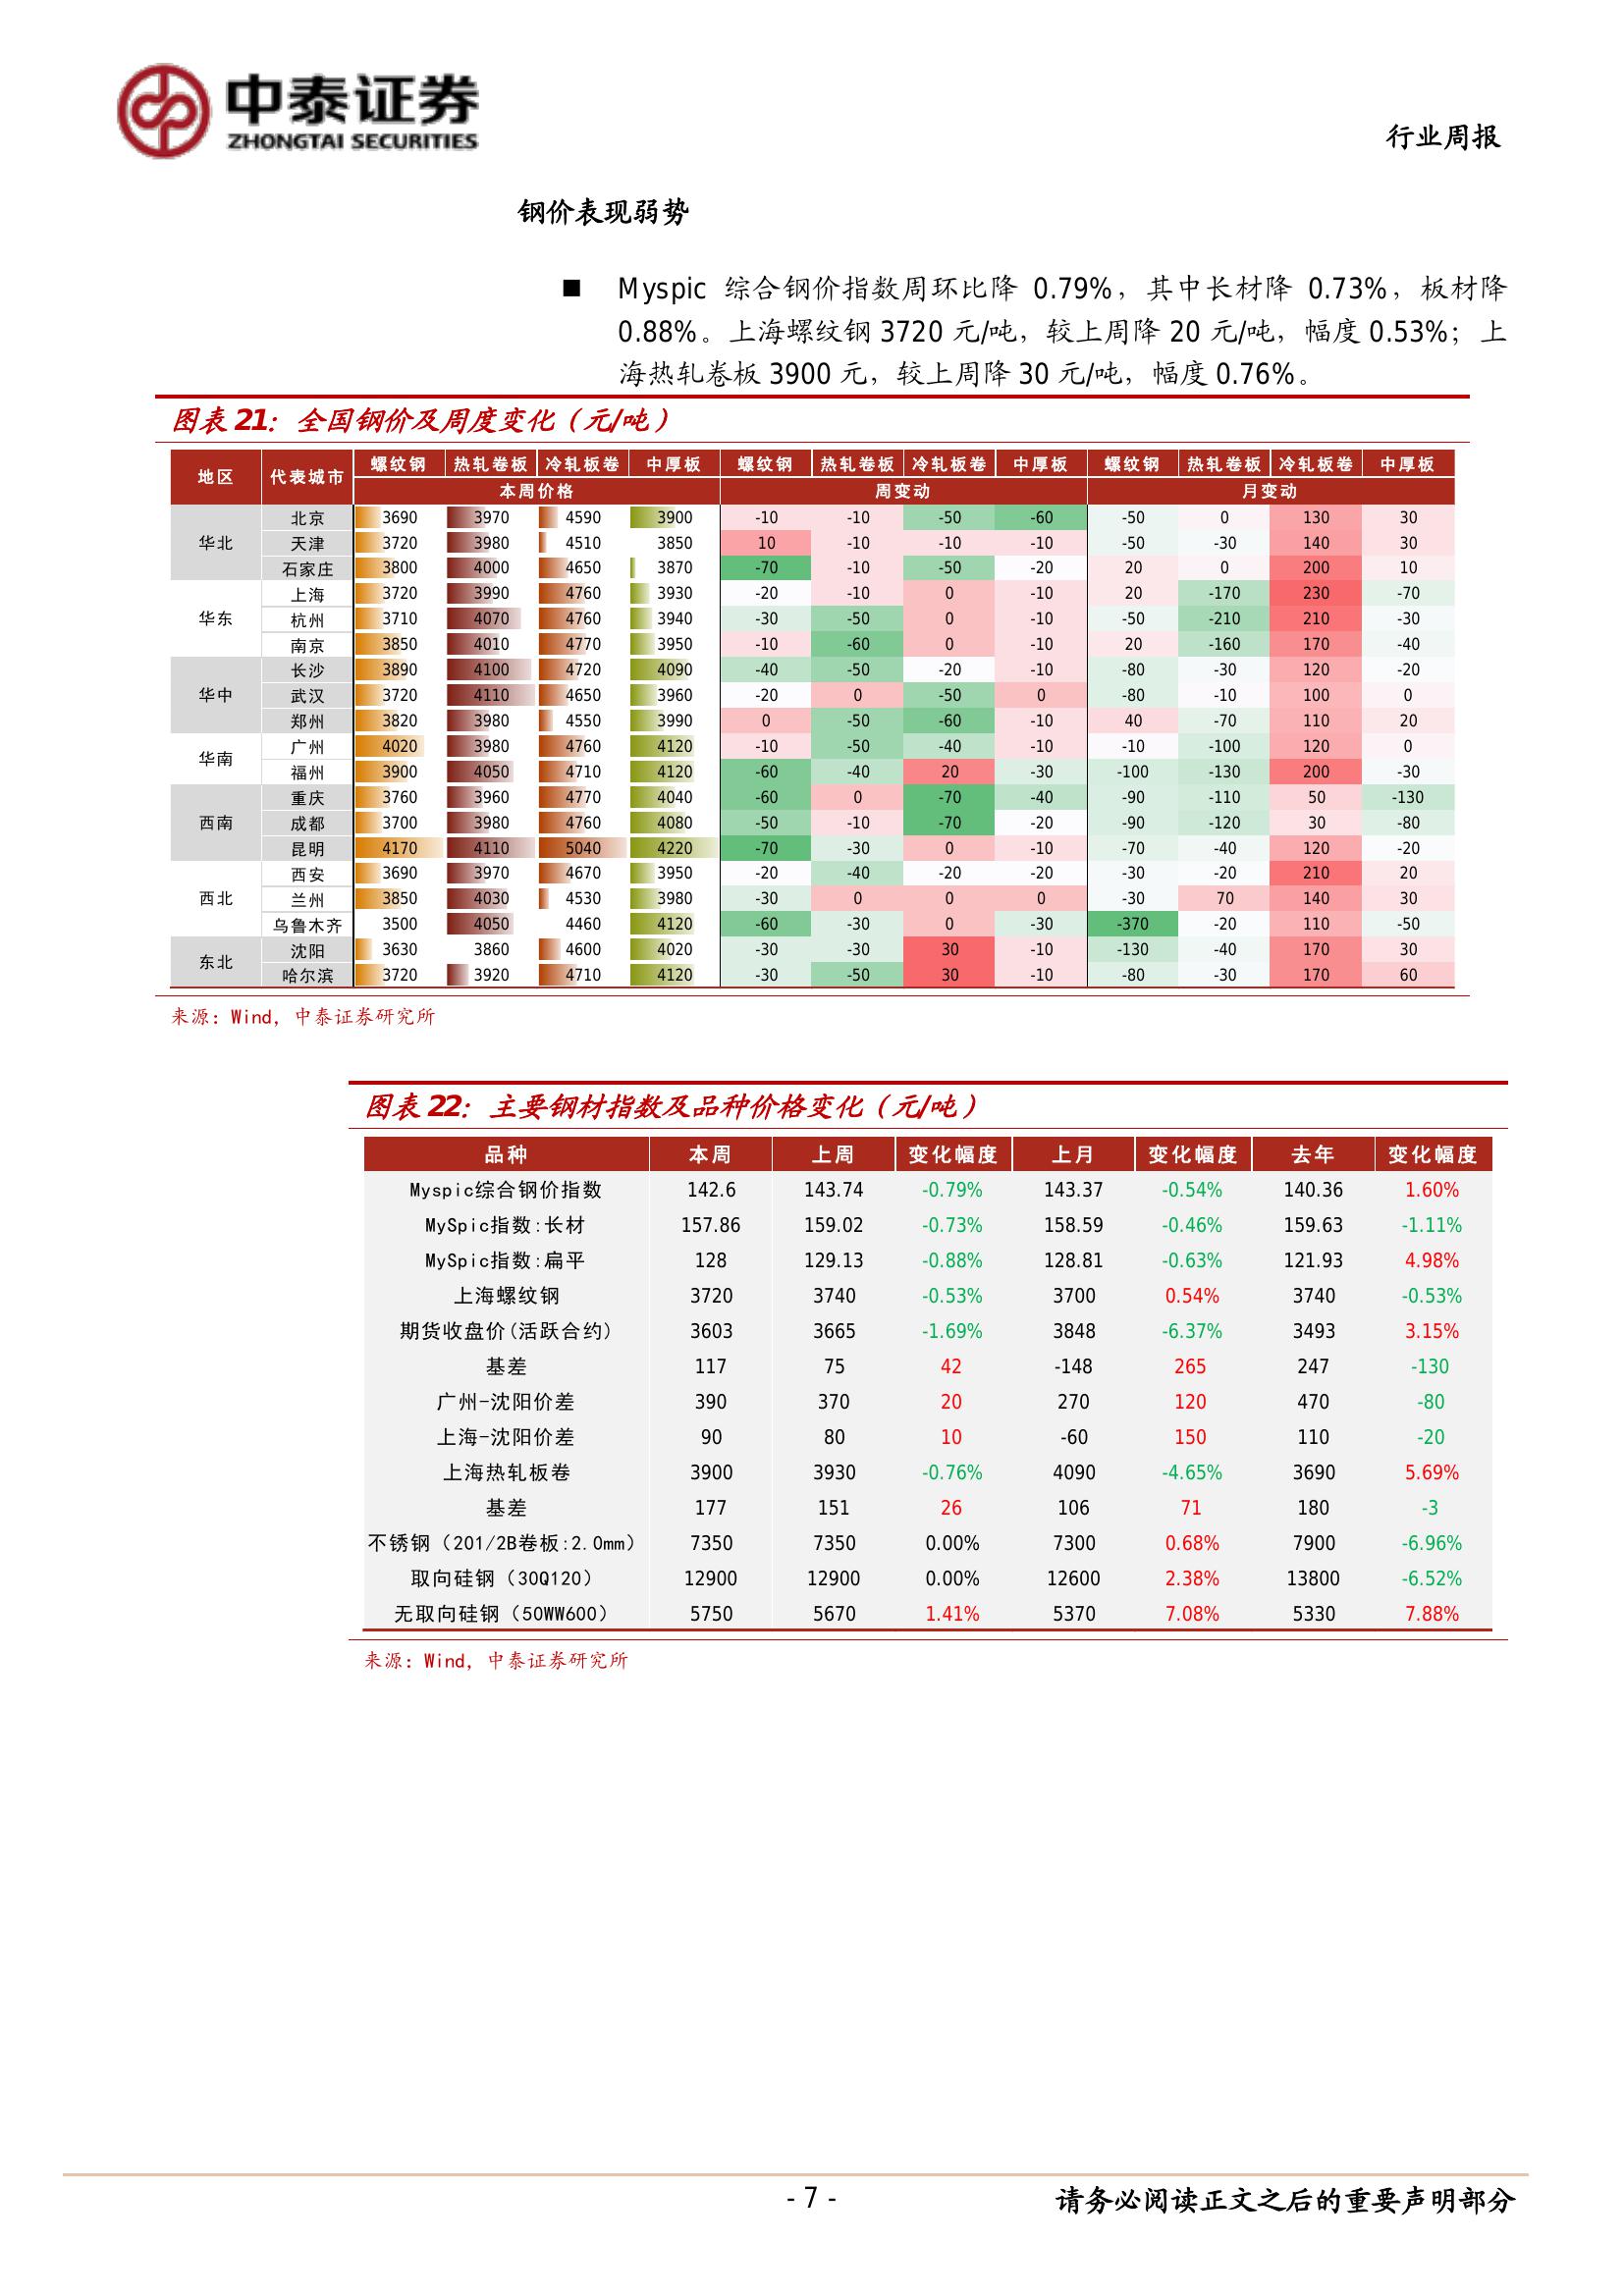 中泰证券
ZHONGTAI SECURITIES
行业周报
钢价表现弱势
■ Myspic 综合钢价指数周环比降 0.79%，其中长材降 0.73%，板材降
0.88%。上海螺纹钢 3720 元/吨，较上周降 20 元/吨，幅度 0.53%；上
海热轧卷板 3900 元，较上周降 30 元/吨，幅度 0.76%。
图表 21：全国钢价及周度变化（元/吨）
地区 代表城市 螺纹钢 热轧卷板 冷轧板卷 中厚板 螺纹钢 热轧卷板 冷轧板卷 中厚板 螺纹钢 热轧卷板 冷轧板卷 中厚板
本周价格 周变动 月变动
华北 北京 3690 3970 4590 3900 -10 -10 -50 -60 -50 0 130 30
天津 3720 3980 4510 3850 10 -10 -10 -10 -50 -30 140 30
石家庄 3800 4000 4650 3870 -70 -10 -50 -20 20 0 200 10
华东 上海 3720 3990 4760 3930 -20 -10 0 -10 20 -170 230 -70
杭州 3710 4070 4760 3940 -30 -50 0 -10 -50 -210 210 -30
南京 3850 4010 4770 3950 -10 -60 0 -10 20 -160 170 -40
华中 长沙 3890 4100 4720 4090 -40 -50 -20 -10 -80 -30 120 -20
武汉 3720 4110 4650 3960 -20 0 -50 0 -80 -10 100 0
郑州 3820 3980 4550 3990 0 -50 -60 -10 40 -70 110 20
华南 广州 4020 3980 4760 4120 -10 -50 -40 -10 -10 -100 120 0
福州 3900 4050 4710 4120 -60 -40 20 -30 -100 -130 200 -30
西南 重庆 3760 3960 4770 4040 -60 0 -70 -40 -90 -110 50 -130
成都 3700 3980 4760 4080 -50 -10 -70 -20 -90 -120 30 -80
昆明 4170 4110 5040 4220 -70 -30 0 -10 -70 -40 120 -20
西北 西安 3690 3970 4670 3950 -20 -40 -20 -20 -30 -20 210 20
兰州 3850 4030 4530 3980 -30 0 0 0 -30 70 140 30
乌鲁木齐 3500 4050 4460 4120 -60 -30 0 -30 -370 -20 110 -50
东北 沈阳 3630 3860 4600 4020 -30 -30 30 -10 -130 -40 170 30
哈尔滨 3720 3920 4710 4120 -30 -50 30 -10 -80 -30 170 60
来源：Wind，中泰证券研究所
图表 22：主要钢材指数及品种价格变化（元/吨）
品种 本周 上周 变化幅度 上月 变化幅度 去年 变化幅度
Myspic综合钢价指数 142.6 143.74 -0.79% 143.37 -0.54% 140.36 1.60%
MySpic指数:长材 157.86 159.02 -0.73% 158.59 -0.46% 159.63 -1.11%
MySpic指数:扁平 128 129.13 -0.88% 128.81 -0.63% 121.93 4.98%
上海螺纹钢 3720 3740 -0.53% 3700 0.54% 3740 -0.53%
期货收盘价(活跃合约) 3603 3665 -1.69% 3848 -6.37% 3493 3.15%
基差 117 75 42 -148 265 247 -130
广州-沈阳价差 390 370 20 270 120 470 -80
上海-沈阳价差 90 80 10 -60 150 110 -20
上海热轧板卷 3900 3930 -0.76% 4090 -4.65% 3690 5.69%
基差 177 151 26 106 71 180 -3
不锈钢（201/2B卷板:2.0mm） 7350 7350 0.00% 7300 0.68% 7900 -6.96%
取向硅钢（30Q120） 12900 12900 0.00% 12600 2.38% 13800 -6.52%
无取向硅钢（50WW600） 5750 5670 1.41% 5370 7.08% 5330 7.88%
来源：Wind，中泰证券研究所
- 7 -
请务必阅读正文之后的重要声明部分